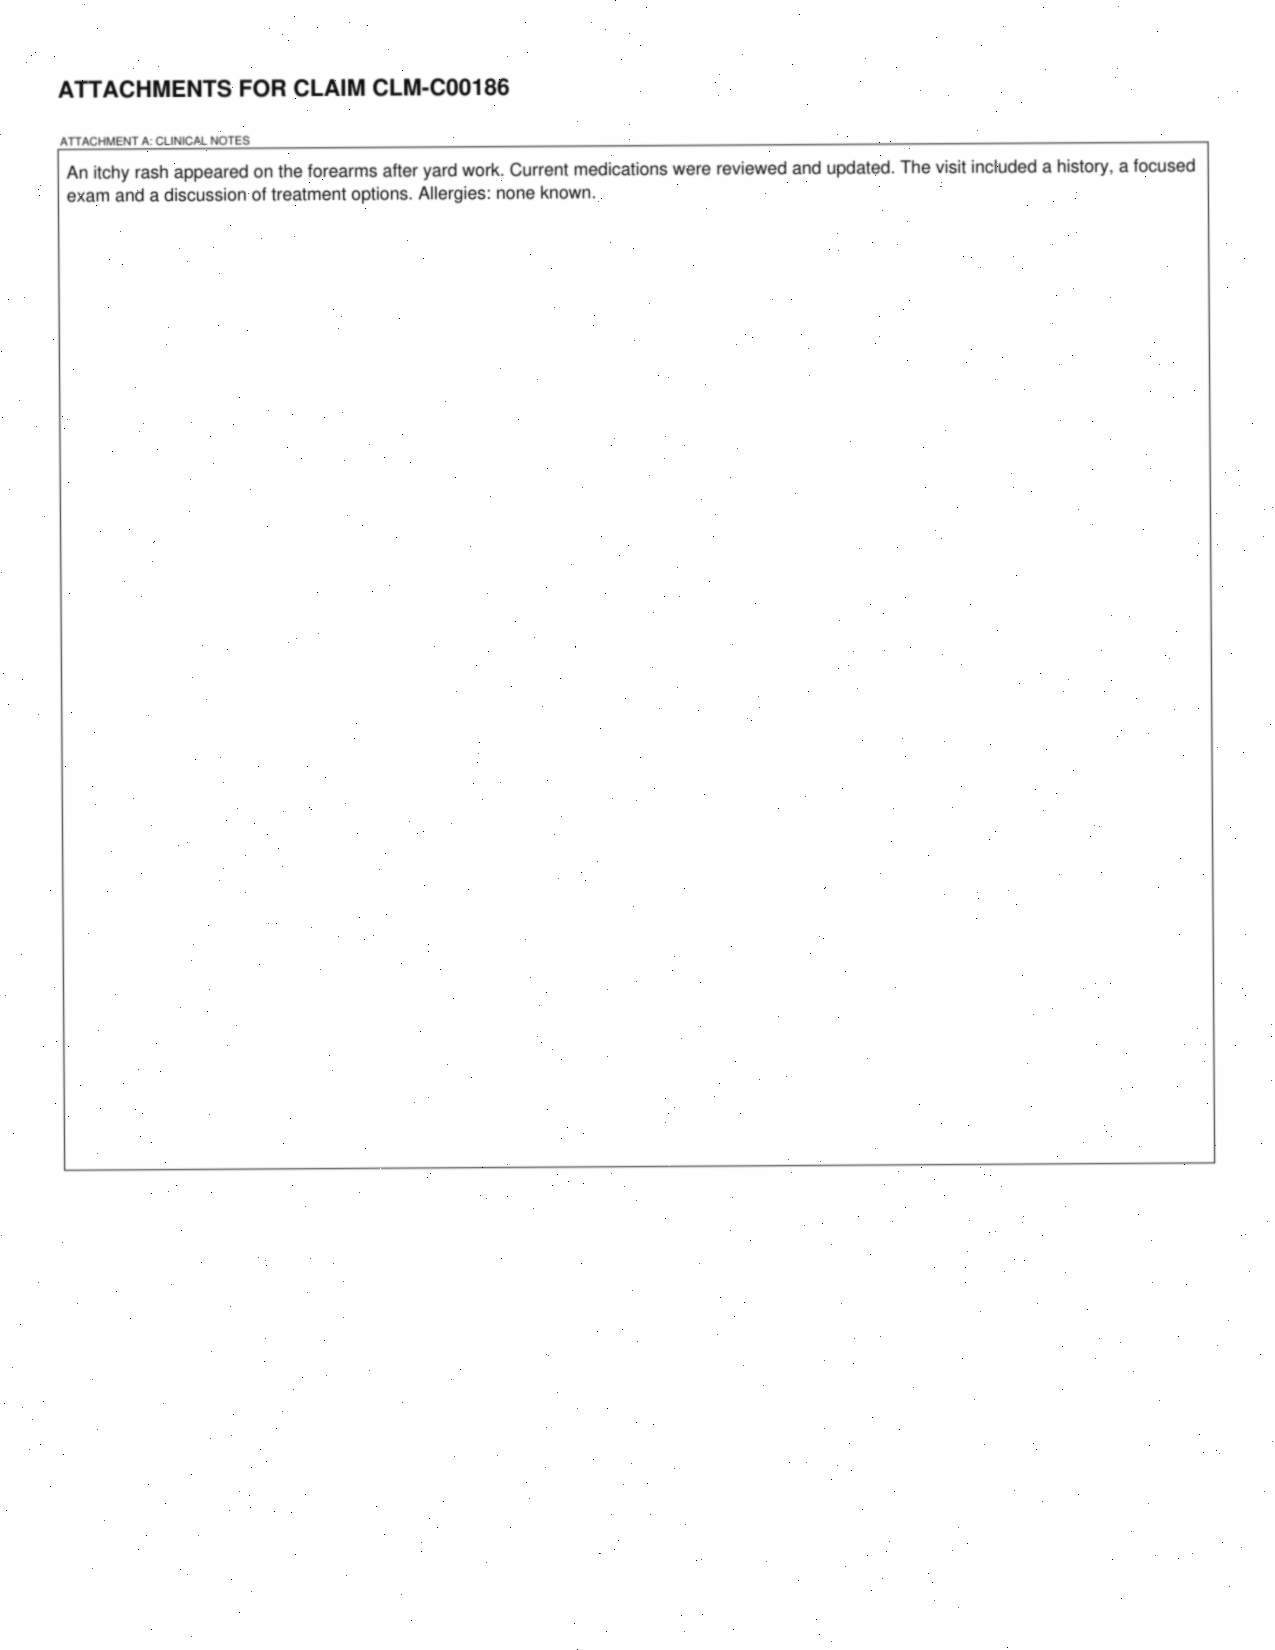 ATTACHMENTS FOR CLAIM CLM-C00186
ATTACHMENT A: CLINICAL NOTES
An itchy rash appeared on the forearms after yard work. Current medications were reviewed and updated. The visit included a history, a focused
exam and a discussion of treatment options. Allergies: none known.